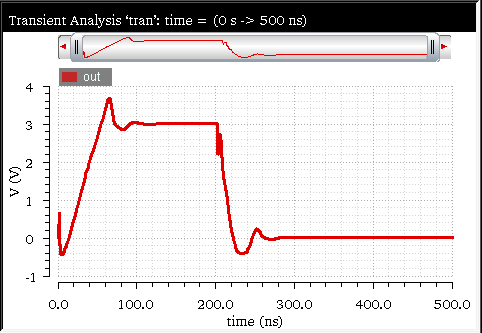 Transient Analysis 'tran': time = (0 s -> 500 ns)
out
4
3
2
1
0
-1
V (V)
0.0 100.0 200.0 300.0 400.0 500.0
time (ns)